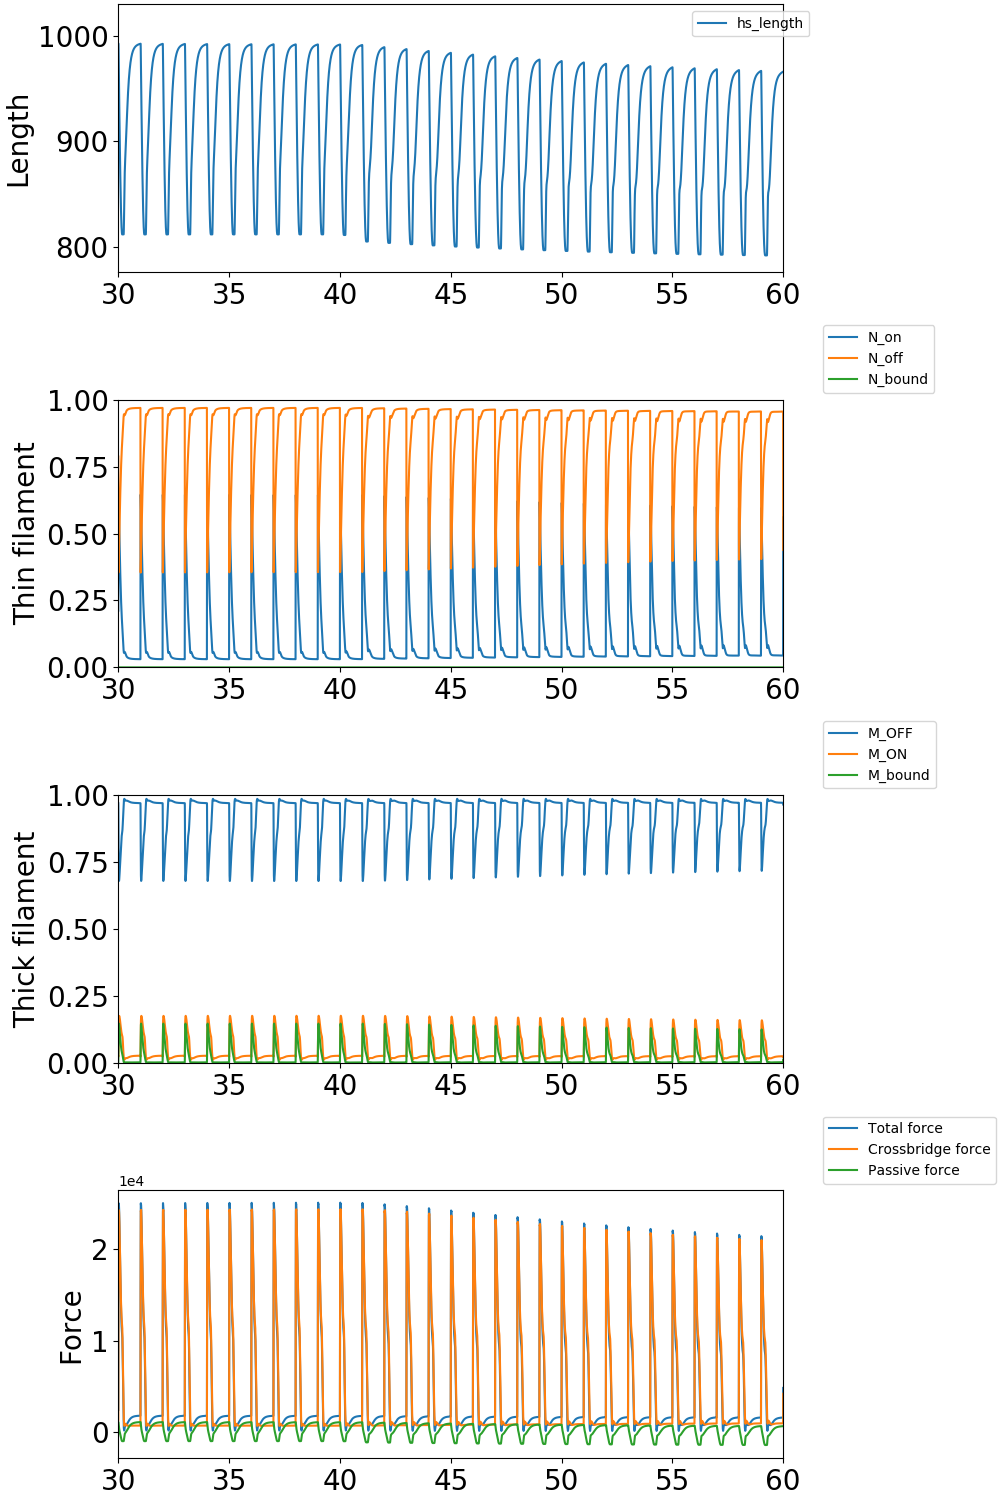 hs_length
Length
1000
900
800
30 35 40 45 50 55 60
N_on
N_off
N_bound
Thin filament
1.00
0.75
0.50
0.25
0.00
30 35 40 45 50 55 60
M_OFF
M_ON
M_bound
Thick filament
1.00
0.75
0.50
0.25
0.00
30 35 40 45 50 55 60
Total force
Crossbridge force
Passive force
1e4
Force
2
1
0
30 35 40 45 50 55 60